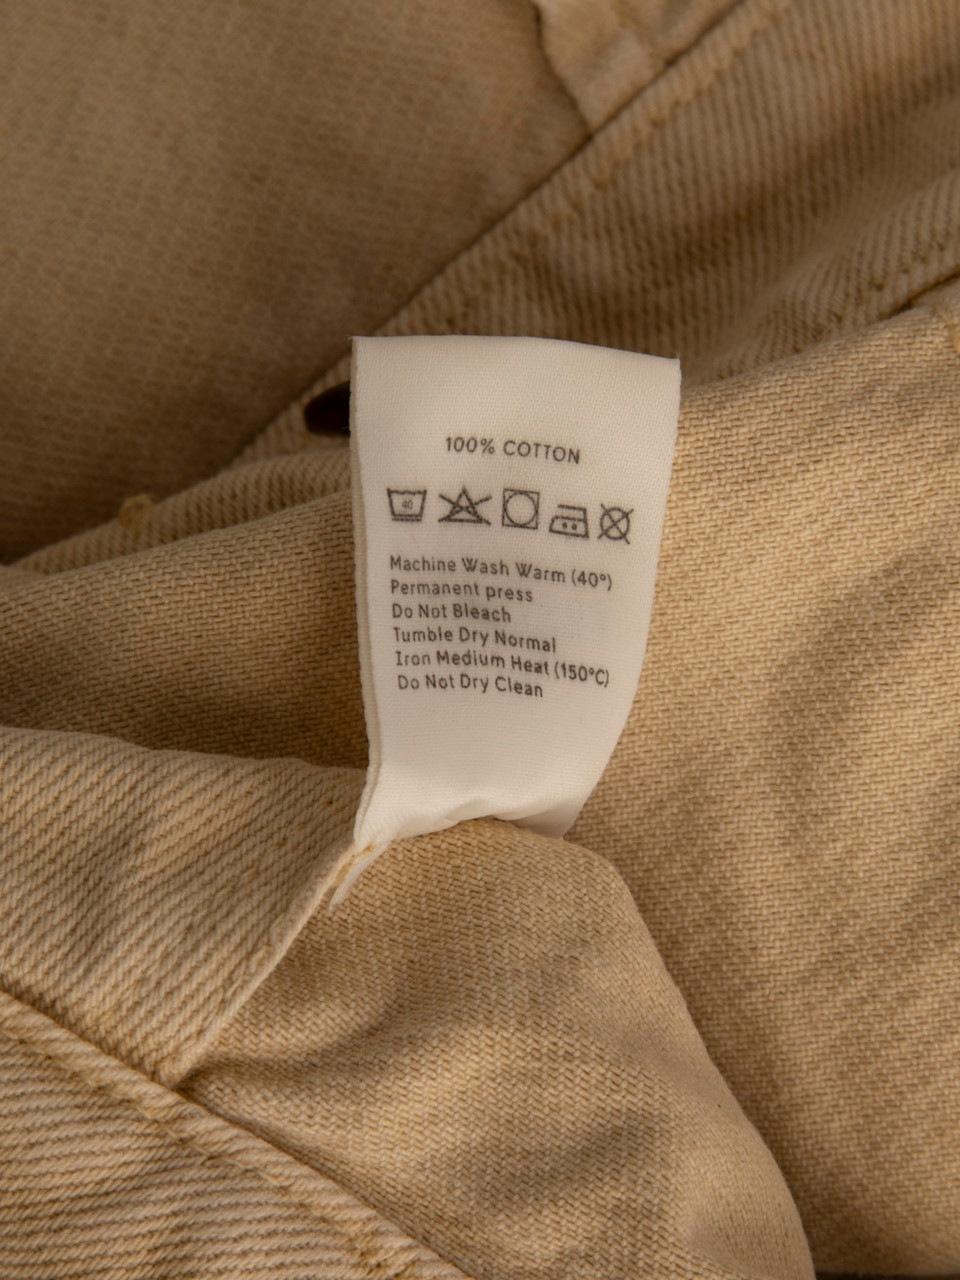 100% COTTON
40
Machine Wash Warm (40°)
Permanent press
Do Not Bleach
Tumble Dry Normal
Iron Medium Heat (150°C)
Do Not Dry Clean